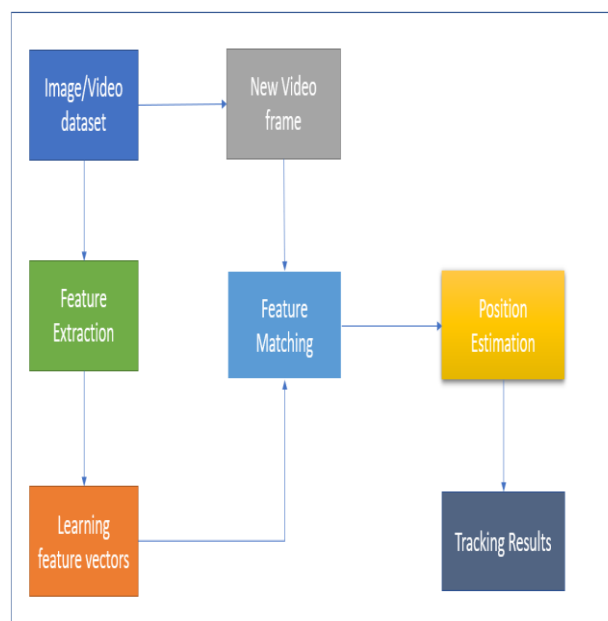 Image/Video
dataset
New Video
frame
Feature
Extraction
Feature
Matching
Position
Estimation
Learning
feature vectors
Tracking Results